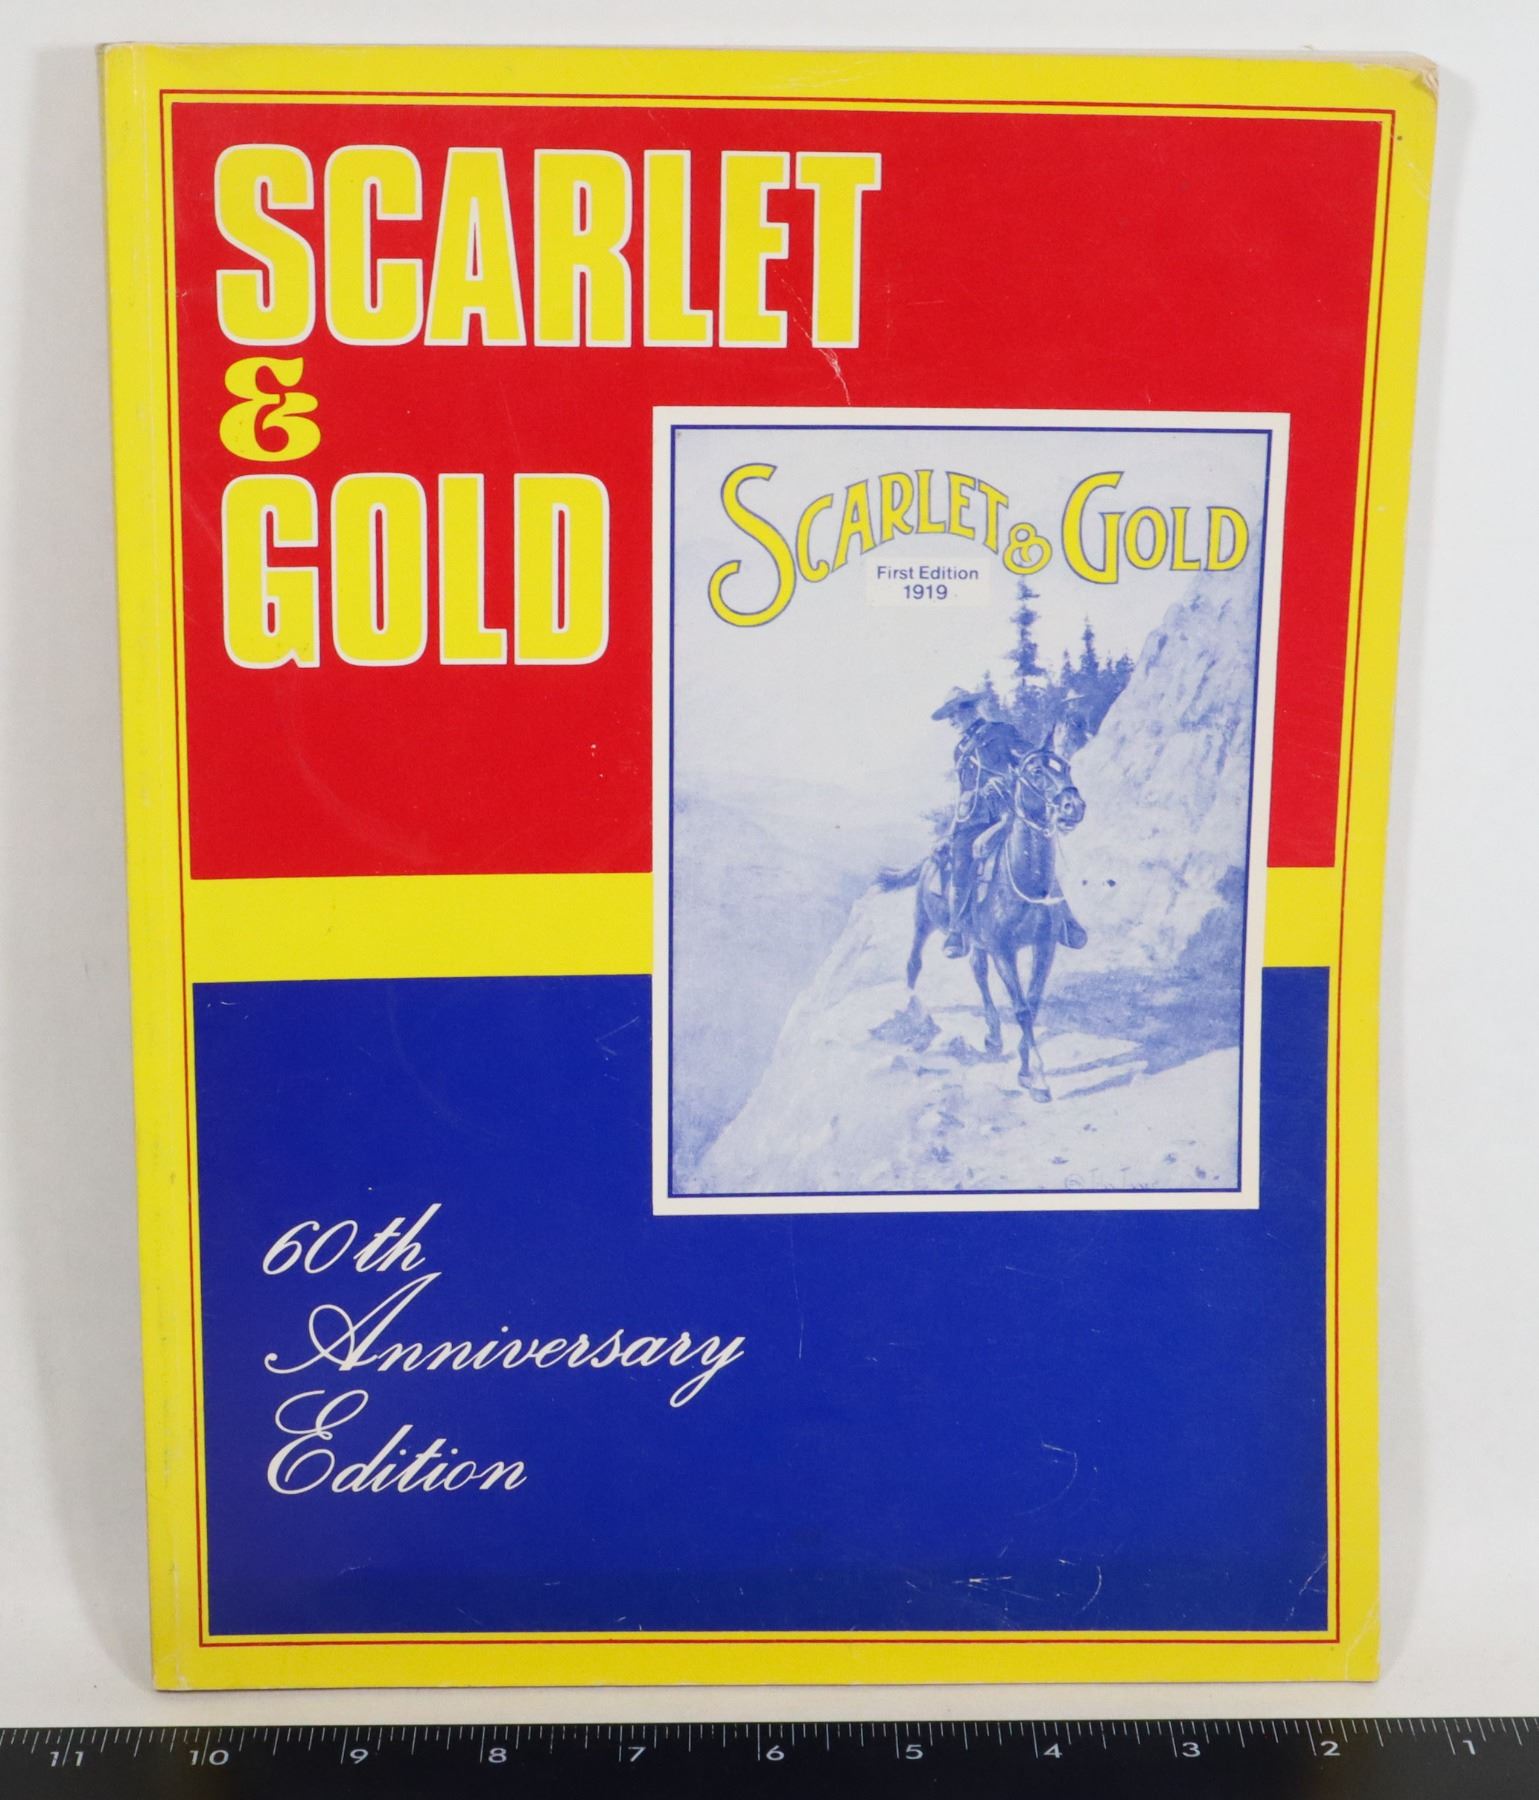 SCARLET
&
GOLD
SCARLET & GOLD
First Edition
1919
60th
Anniversary
Edition
11 10 9 8 7 6 5 4 3 2 1